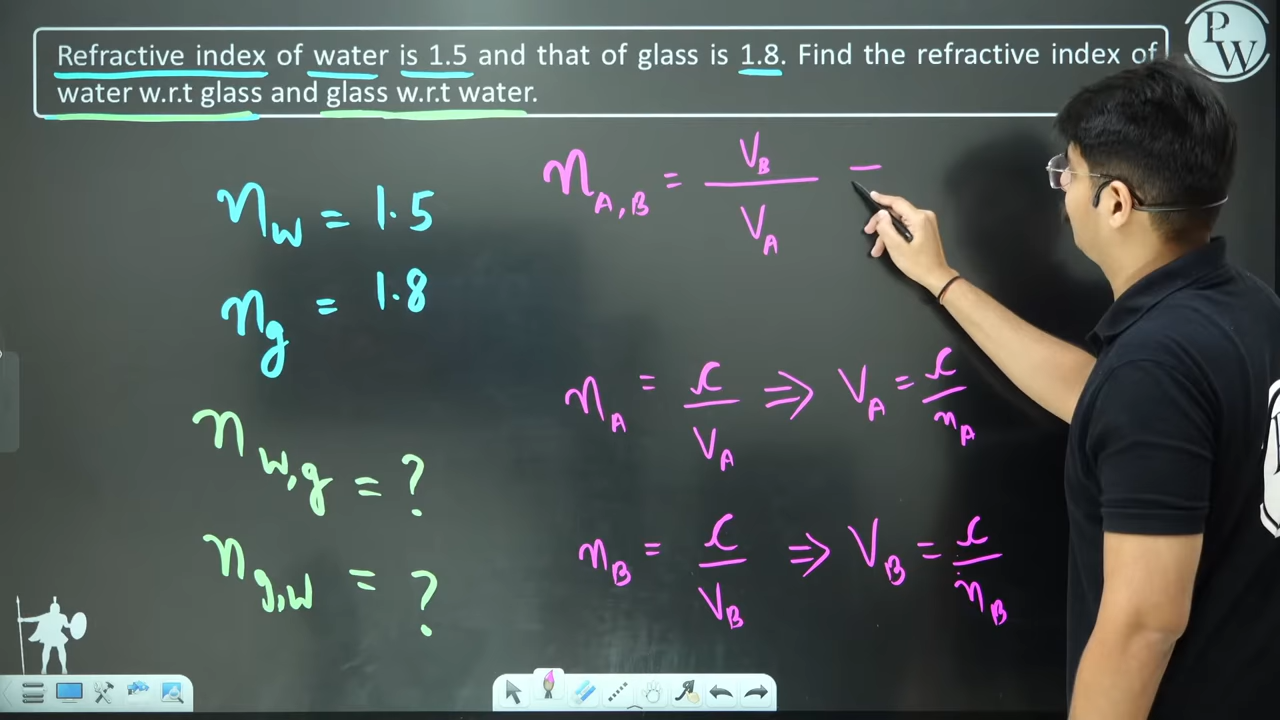 Refractive index of water is 1.5 and that of glass is 1.8. Find the refractive index of
water w.r.t glass and glass w.r.t water.
PW
n_w = 1.5
n_g = 1.8
n_w,g = ?
n_g,w = ?
n_A,B = V_B / V_A =
n_A = c / V_A ⇒ V_A = c / n_A
n_B = c / V_B ⇒ V_B = c / n_B